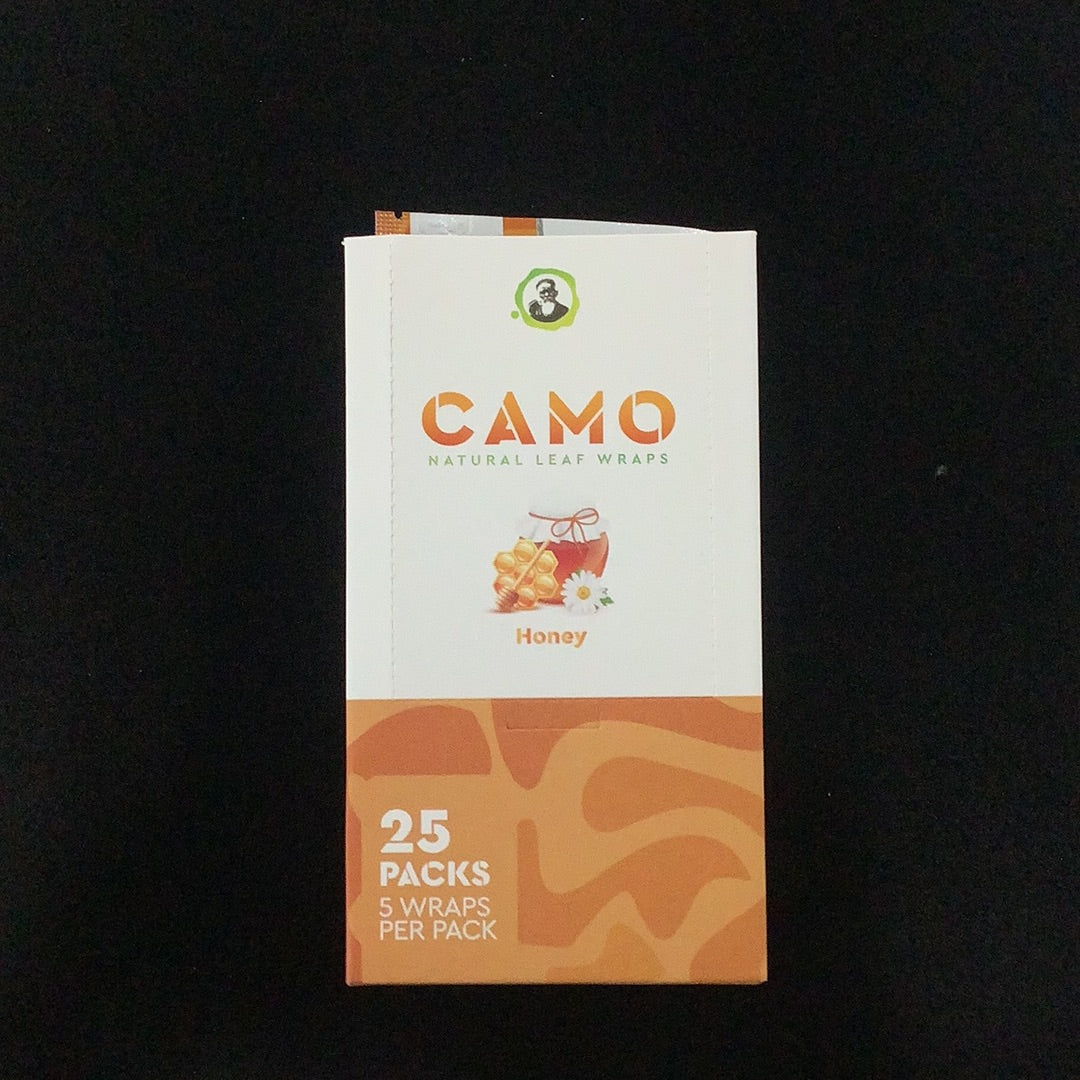 CAMO
NATURAL LEAF WRAPS
Honey
25
PACKS
5 WRAPS
PER PACK